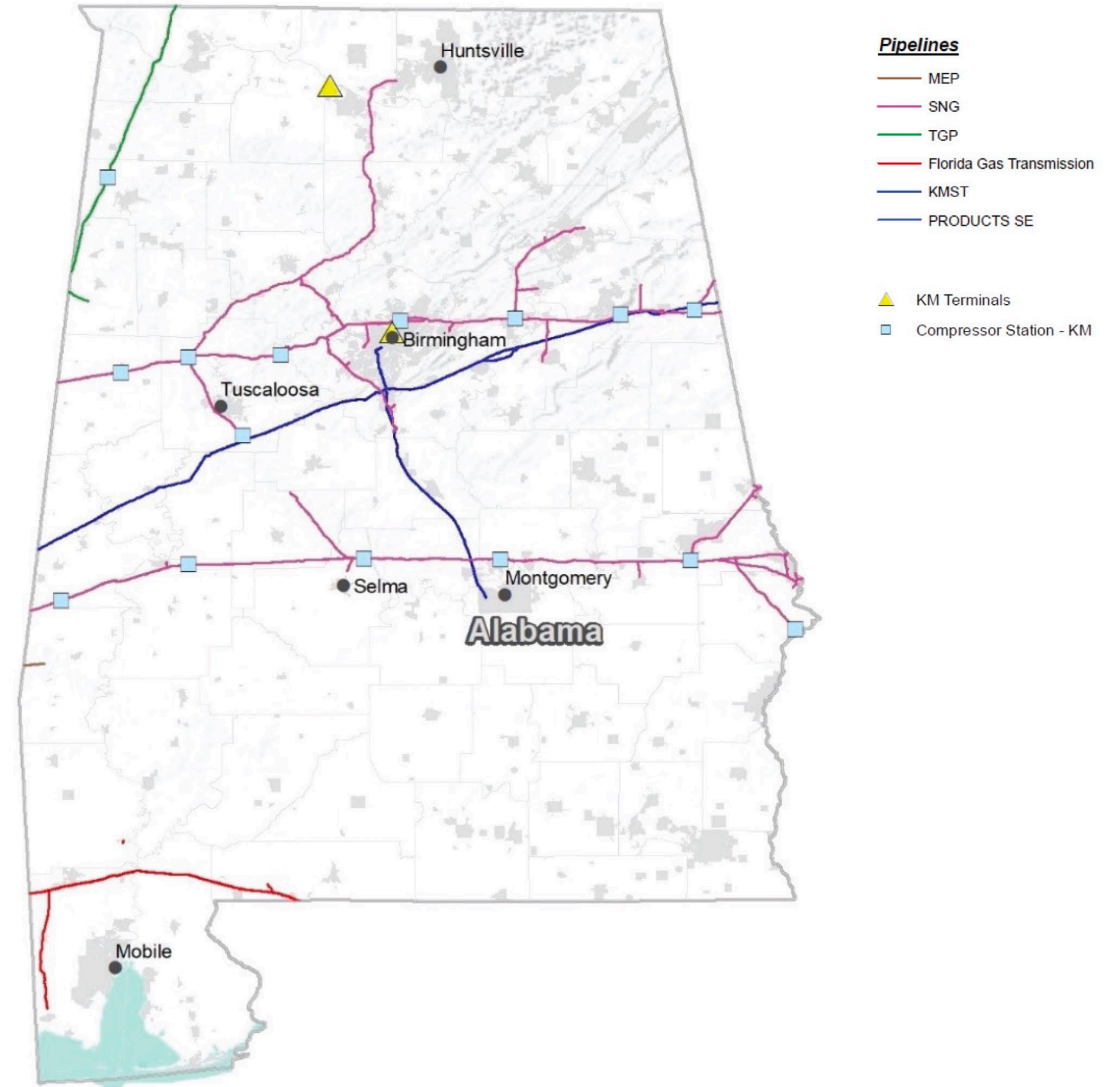 Huntsville
Birmingham
Tuscaloosa
Selma
Montgomery
Alabama
Mobile
Pipelines
MEP
SNG
TGP
Florida Gas Transmission
KMST
PRODUCTS SE
KM Terminals
Compressor Station - KM